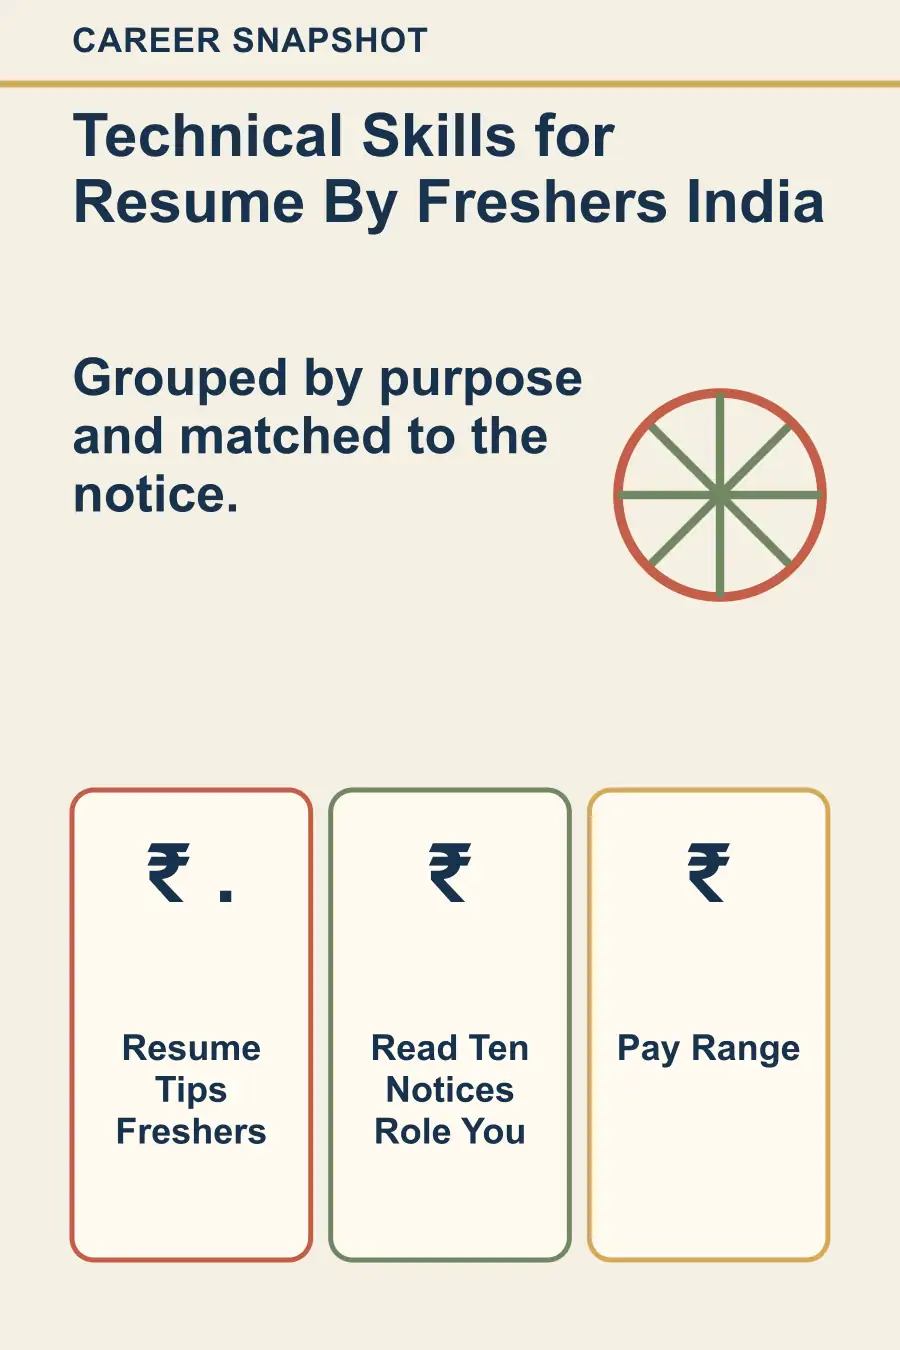 CAREER SNAPSHOT
Technical Skills for
Resume By Freshers India
Grouped by purpose
and matched to the
notice.
₹ .
Resume
Tips
Freshers
₹
Read Ten
Notices
Role You
₹
Pay Range